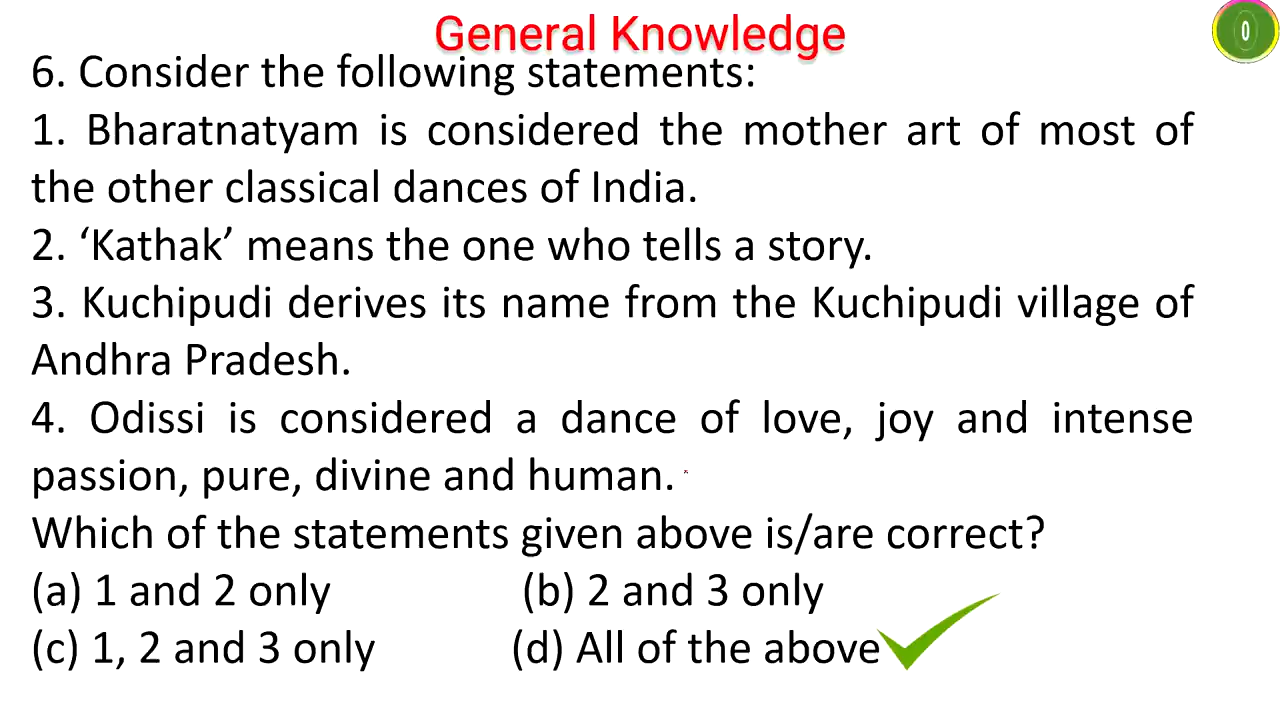 General Knowledge
0
6. Consider the following statements:
1. Bharatnatyam is considered the mother art of most of
the other classical dances of India.
2. ‘Kathak’ means the one who tells a story.
3. Kuchipudi derives its name from the Kuchipudi village of
Andhra Pradesh.
4. Odissi is considered a dance of love, joy and intense
passion, pure, divine and human.
Which of the statements given above is/are correct?
(a) 1 and 2 only (b) 2 and 3 only
(c) 1, 2 and 3 only (d) All of the above